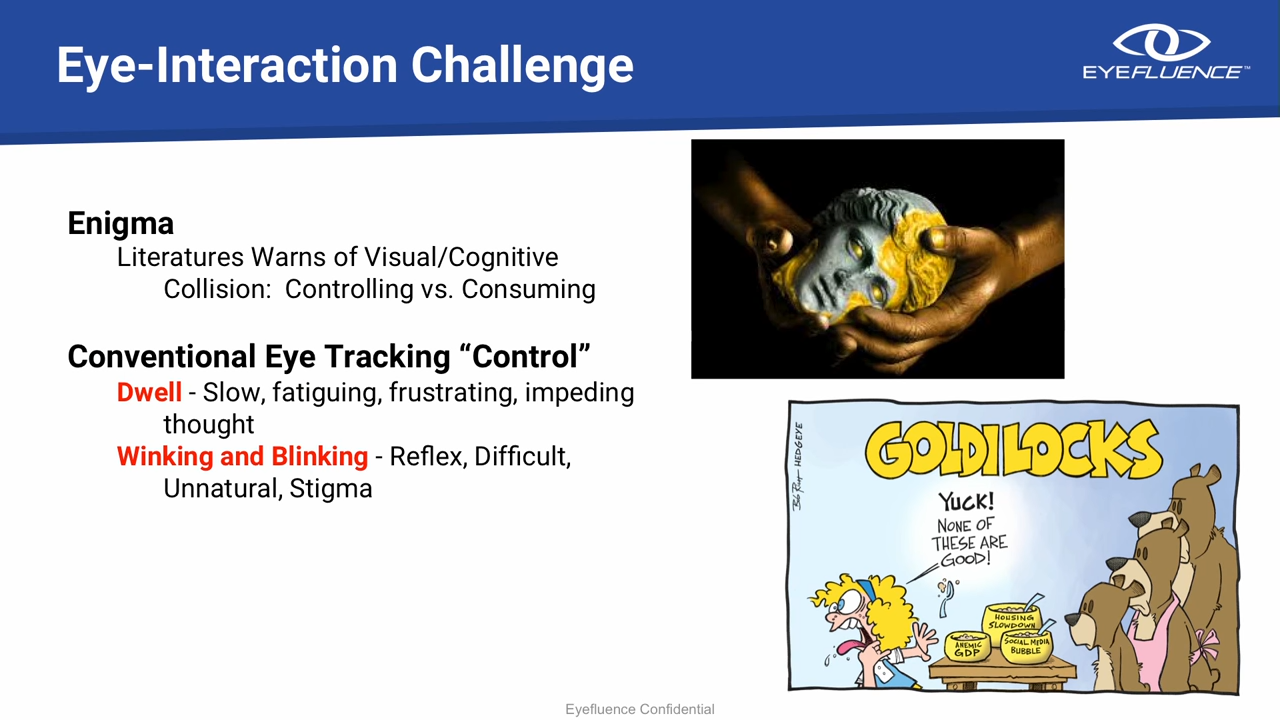 Eye-Interaction Challenge
EYEFLUENCE™
Enigma
Literatures Warns of Visual/Cognitive
Collision:  Controlling vs. Consuming
Conventional Eye Tracking “Control”
Dwell - Slow, fatiguing, frustrating, impeding
thought
Winking and Blinking - Reflex, Difficult,
Unnatural, Stigma
HEDGEYE
GOLDILOCKS
YUCK!
NONE OF
THESE ARE
GOOD!
HOUSING
SLOWDOWN
ANEMIC
GDP
SOCIAL MEDIA
BUBBLE
Eyefluence Confidential